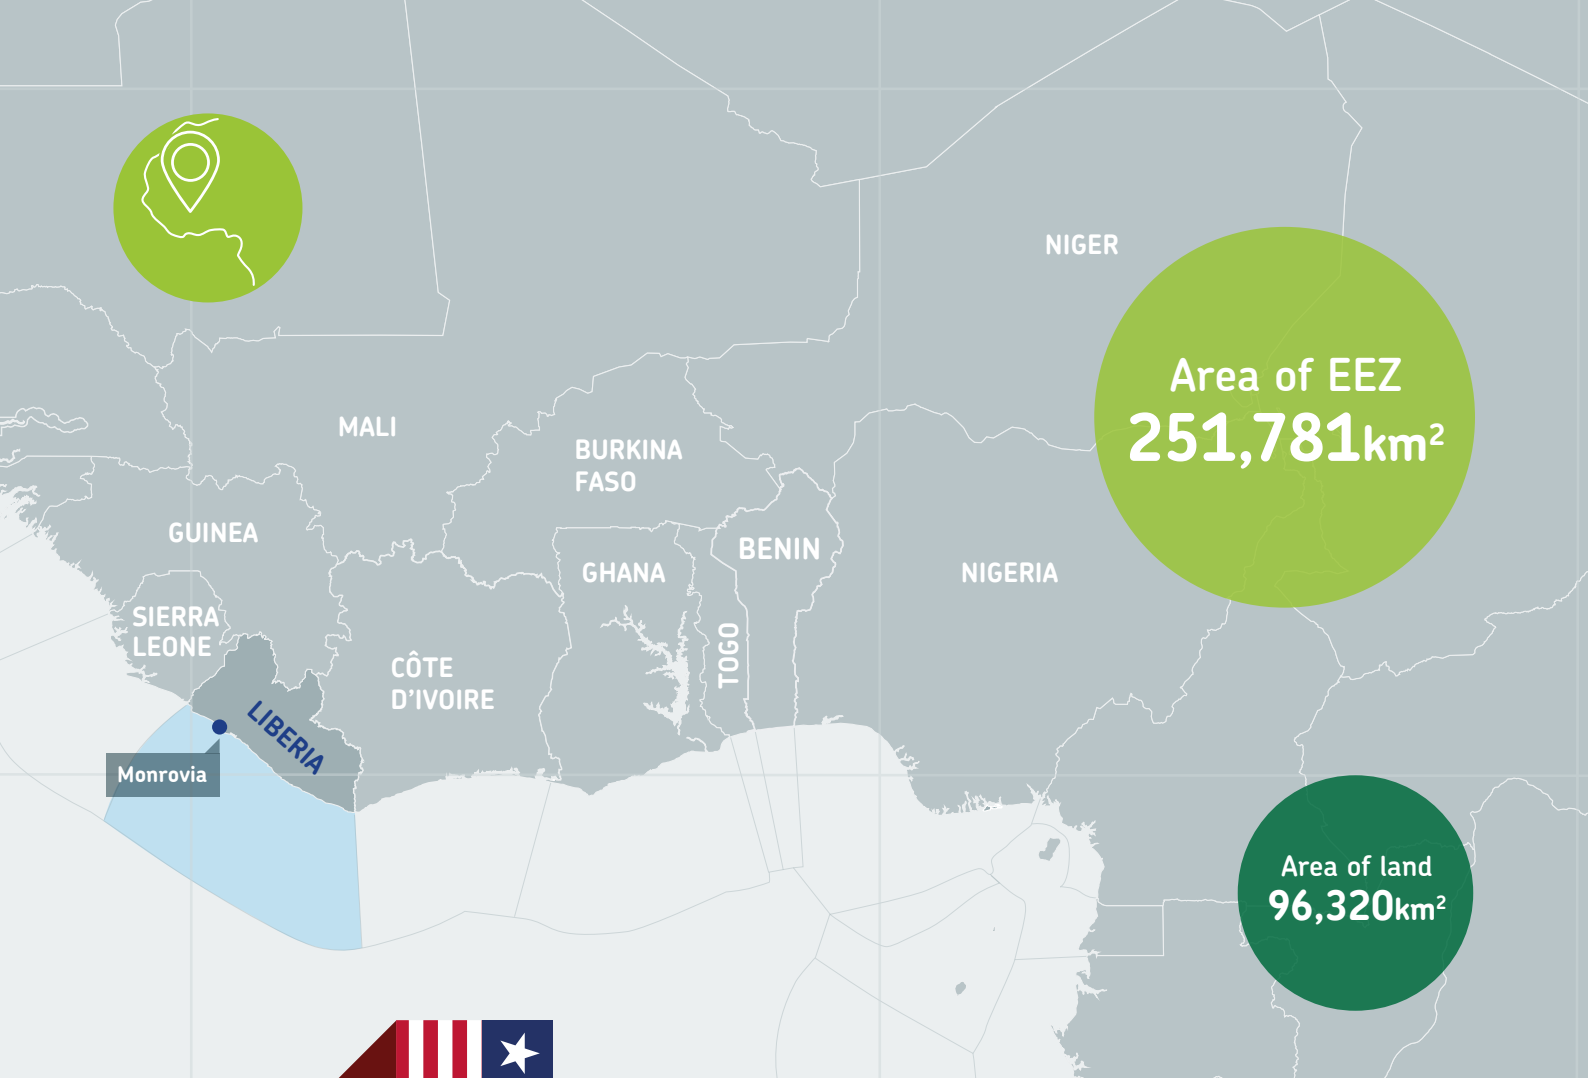 NIGER
Area of EEZ
251,781km²
MALI
BURKINA
FASO
GUINEA
BENIN
GHANA
NIGERIA
SIERRA
LEONE
TOGO
CÔTE
D'IVOIRE
LIBERIA
Monrovia
Area of land
96,320km²